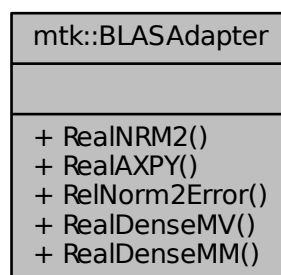 mtk::BLASAdapter
+ RealNRM2()
+ RealAXPY()
+ RelNorm2Error()
+ RealDenseMV()
+ RealDenseMM()